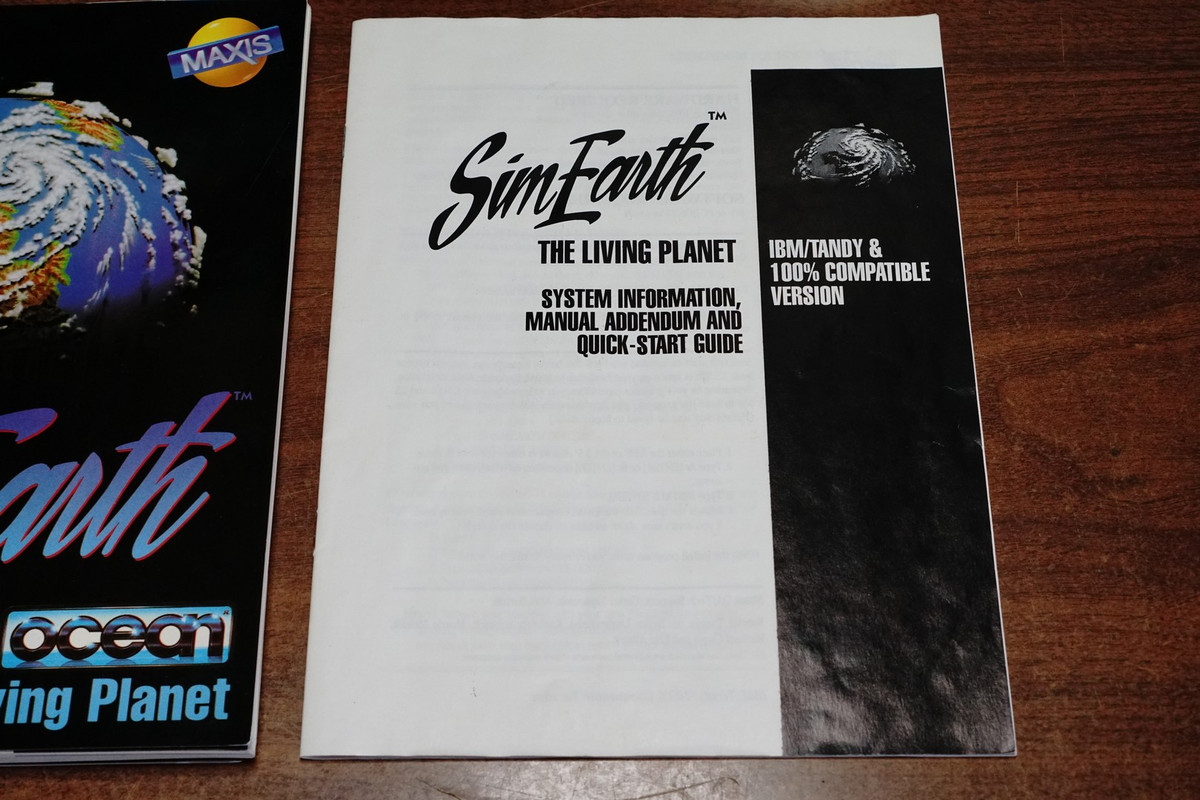 MAXIS
Earth™
ocean
ving Planet
SimEarth™
THE LIVING PLANET
SYSTEM INFORMATION,
MANUAL ADDENDUM AND
QUICK-START GUIDE
IBM/TANDY &
100% COMPATIBLE
VERSION